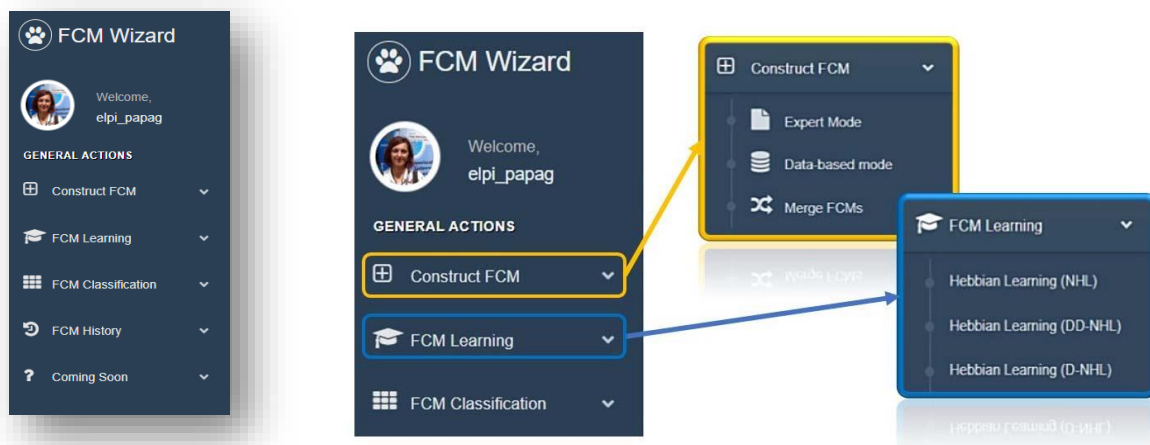 FCM Wizard
Welcome,
elpi_papag
GENERAL ACTIONS
Construct FCM
FCM Learning
FCM Classification
FCM History
? Coming Soon
FCM Wizard
Welcome,
elpi_papag
GENERAL ACTIONS
Construct FCM
FCM Learning
FCM Classification
Construct FCM
Expert Mode
Data-based mode
Merge FCMs
FCM Learning
Hebbian Learning (NHL)
Hebbian Learning (DD-NHL)
Hebbian Learning (D-NHL)